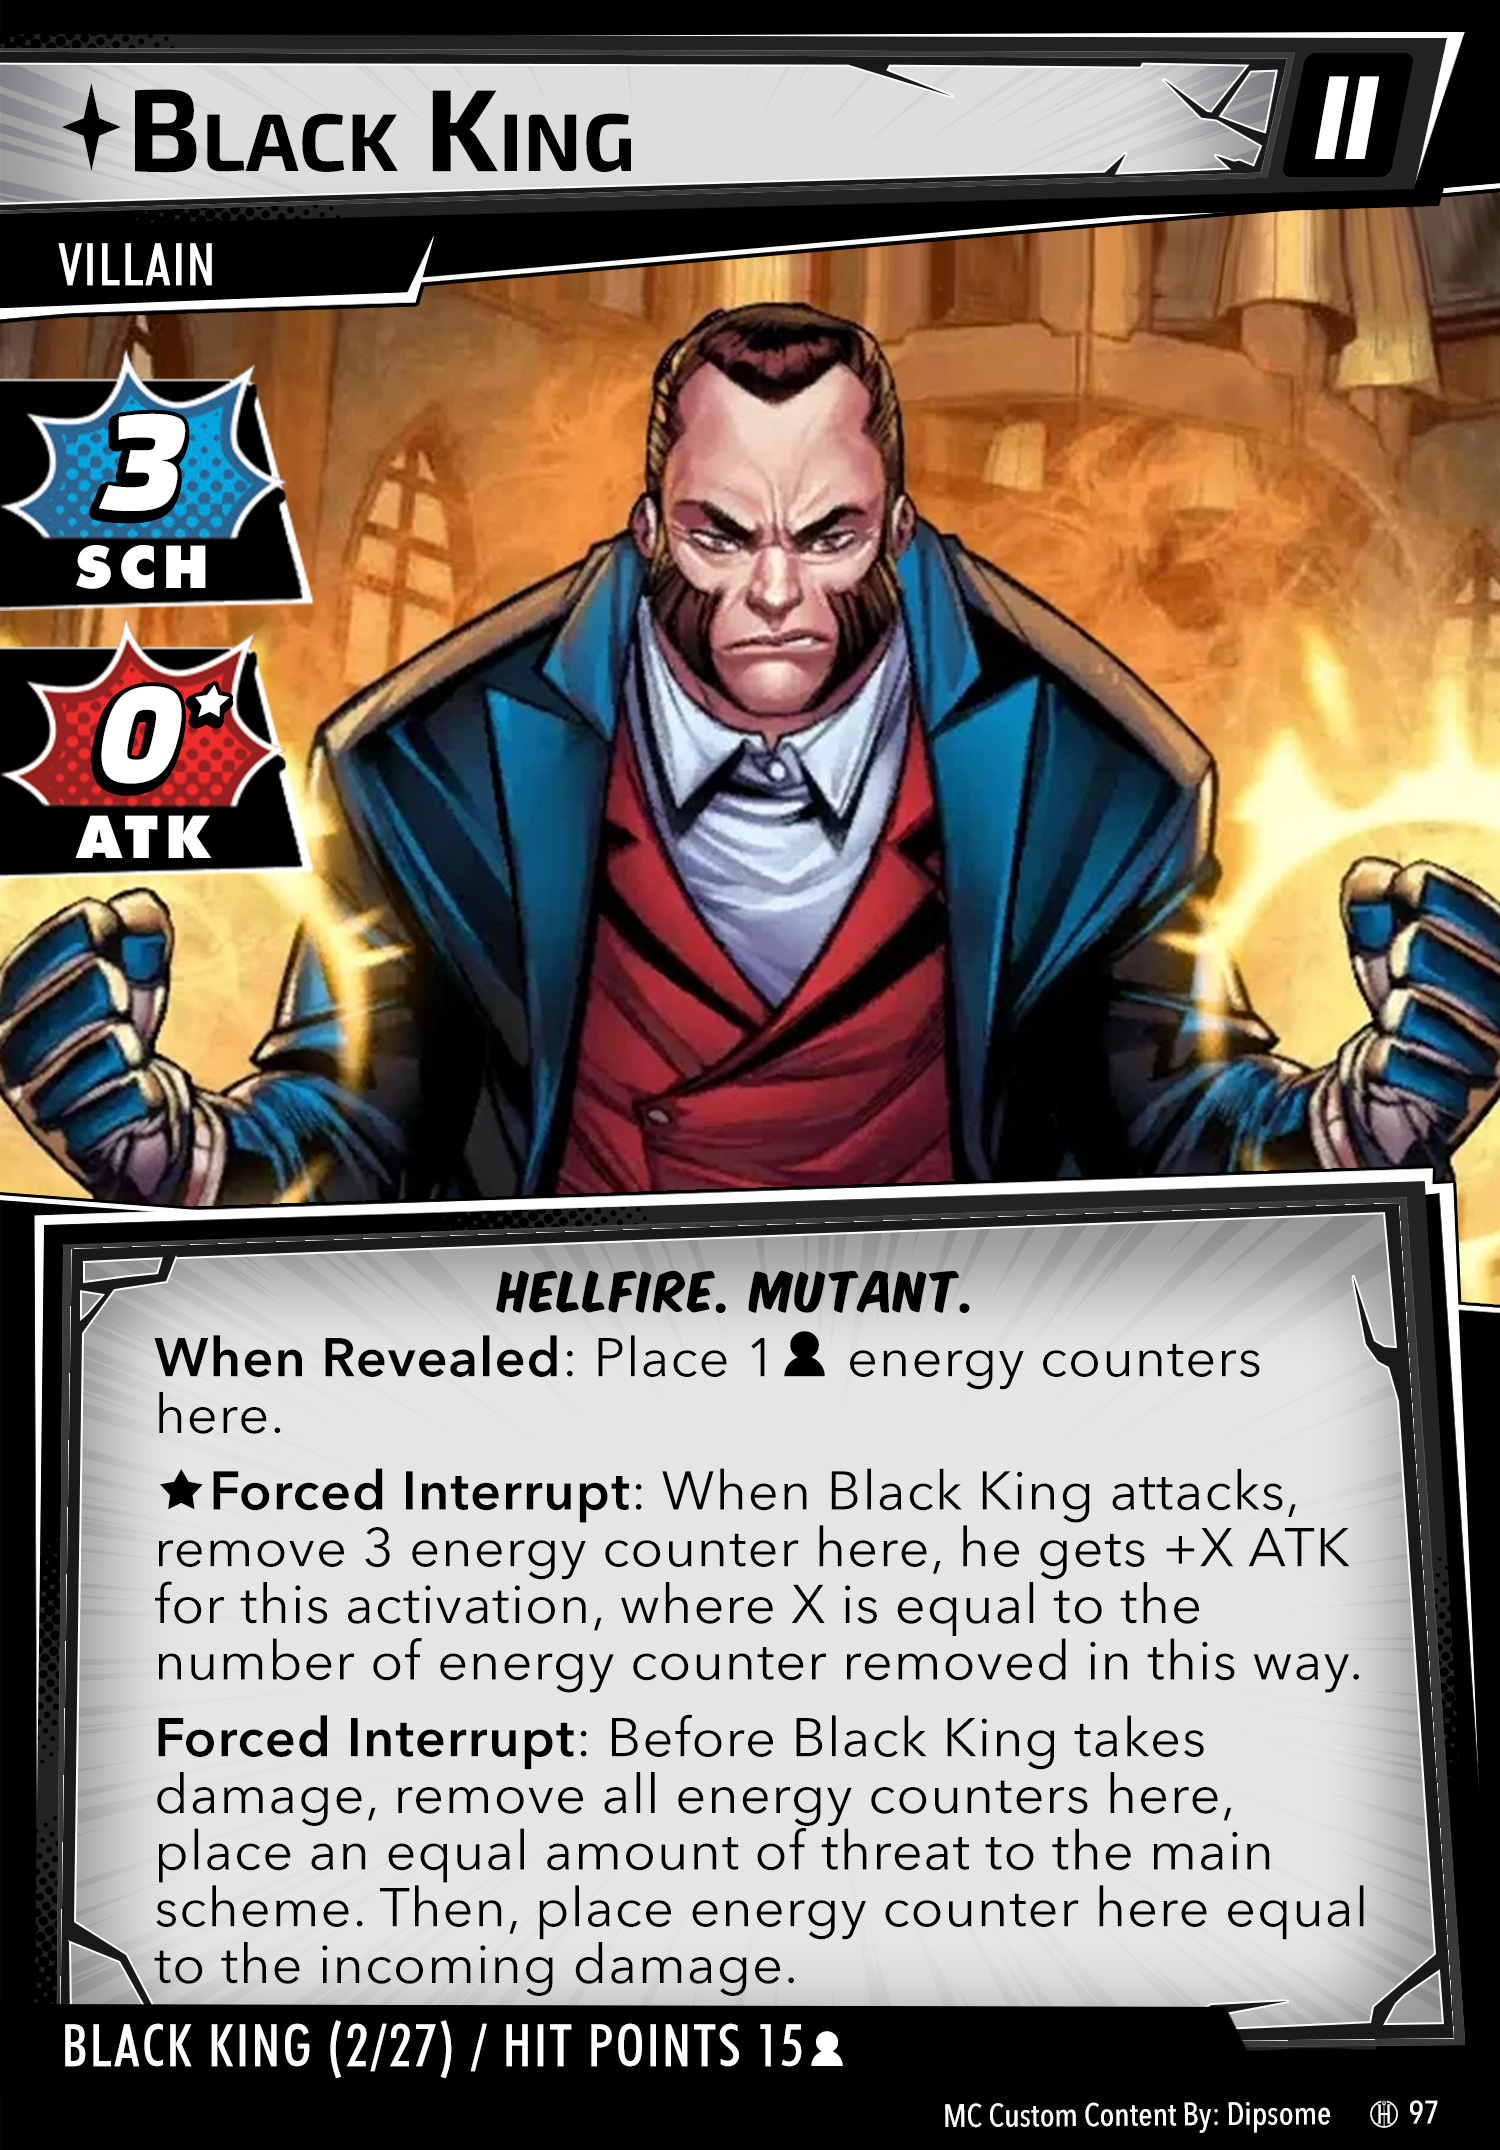 BLACK KING
II
VILLAIN
3
SCH
0
ATK
HELLFIRE. MUTANT.
When Revealed: Place 1 energy counters
here.
★Forced Interrupt: When Black King attacks,
remove 3 energy counter here, he gets +X ATK
for this activation, where X is equal to the
number of energy counter removed in this way.
Forced Interrupt: Before Black King takes
damage, remove all energy counters here,
place an equal amount of threat to the main
scheme. Then, place energy counter here equal
to the incoming damage.
BLACK KING (2/27) / HIT POINTS 15
MC Custom Content By: Dipsome H 97